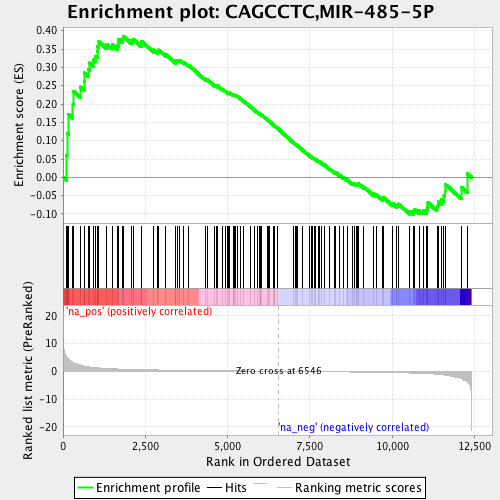 Enrichment plot: CAGCCTC,MIR-485-5P
Enrichment score (ES)
0.40
0.35
0.30
0.25
0.20
0.15
0.10
0.05
0.00
-0.05
-0.10
'na_pos' (positively correlated)
Ranked list metric (PreRanked)
20
10
0
-10
-20
Zero cross at 6546
'na_neg' (negatively correlated)
0
2,500
5,000
7,500
10,000
12,500
Rank in Ordered Dataset
Enrichment profile
Hits
Ranking metric scores